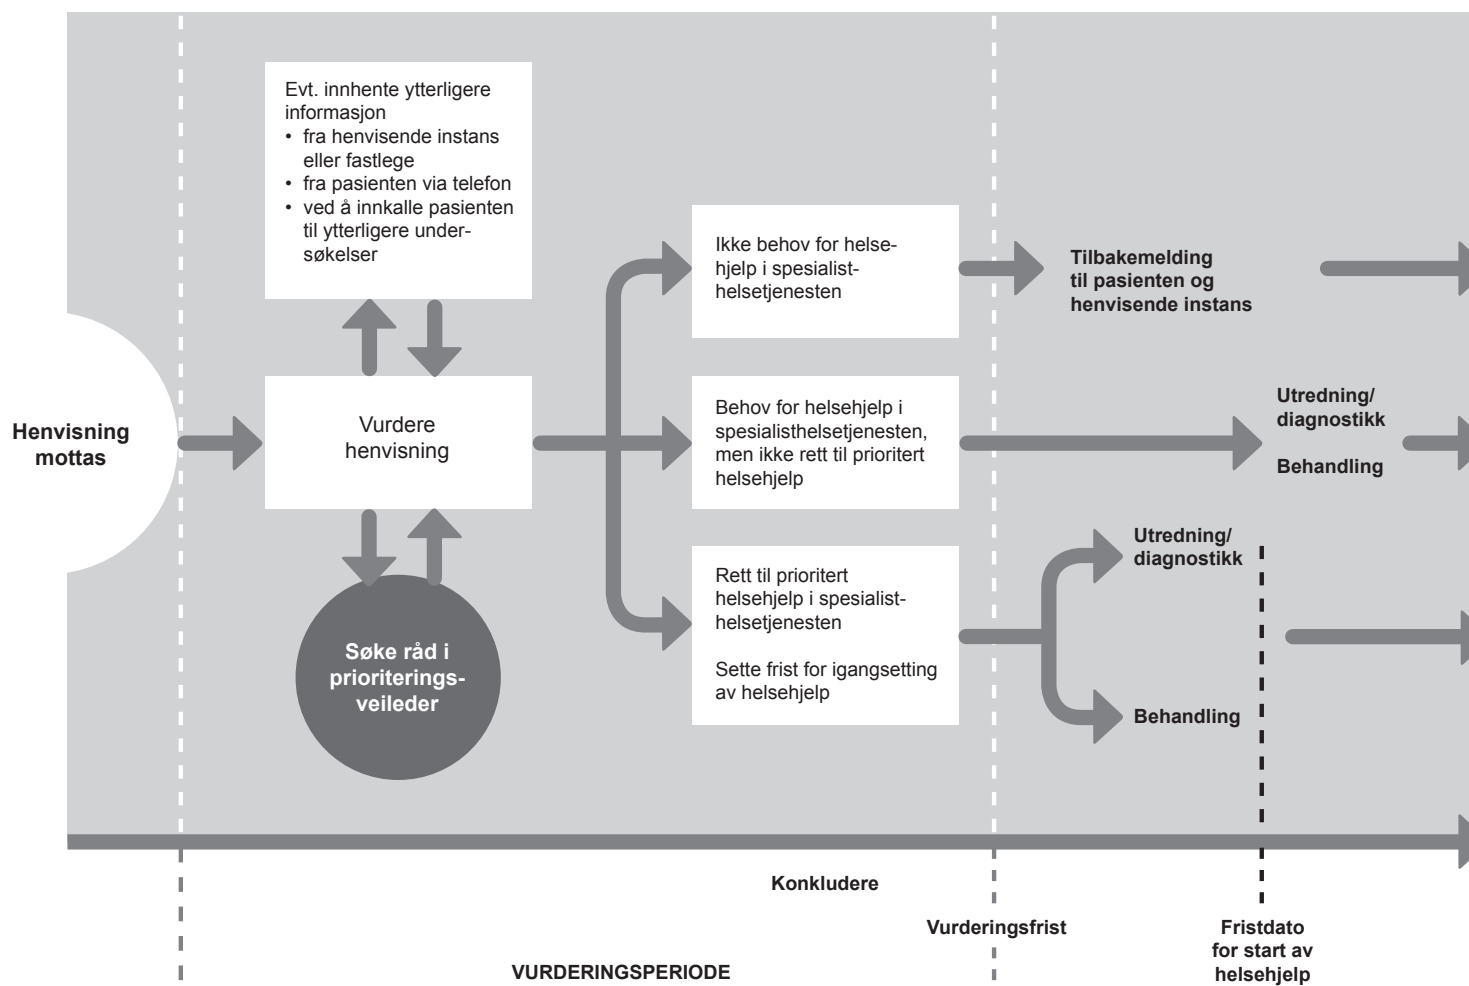 Henvisning
mottas
Evt. innhente ytterligere
informasjon
• fra henvisende instans
eller fastlege
• fra pasienten via telefon
• ved å innkalle pasienten
til ytterligere under-
søkelser
Vurdere
henvisning
Søke råd i
prioriterings-
veileder
Ikke behov for helse-
hjelp i spesialist-
helsetjenesten
Behov for helsehjelp i
spesialisthelsetjenesten,
men ikke rett til prioritert
helsehjelp
Rett til prioritert
helsehjelp i spesialist-
helsetjenesten
Sette frist for igangsetting
av helsehjelp
Tilbakemelding
til pasienten og
henvisende instans
Utredning/
diagnostikk
Behandling
Utredning/
diagnostikk
Behandling
Konkludere
Vurderingsfrist
Fristdato
for start av
helsehjelp
VURDERINGSPERIODE